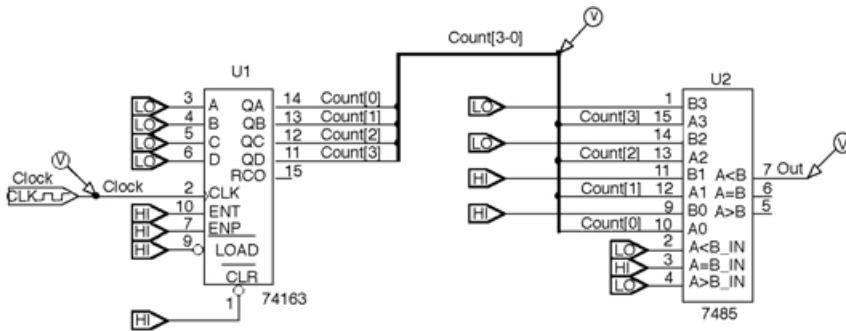 V
Count[3-0]
U1
U2
LO 3 A QA 14 Count[0]
LO 4 B QB 13 Count[1]
LO 5 C QC 12 Count[2]
LO 6 D QD 11 Count[3]
RCO 15
V
Clock
CLK
Clock 2 CLK
HI 10 ENT
HI 7 ENP
HI 9 LOAD
CLR
1
74163
HI
LO 1 B3
Count[3] 15 A3
LO 14 B2
Count[2] 13 A2
HI 11 B1
Count[1] 12 A1
HI 9 B0
Count[0] 10 A0
LO 2 A<B_IN
HI 3 A=B_IN
LO 4 A>B_IN
A<B 7 Out
A=B 6
A>B 5
V
7485